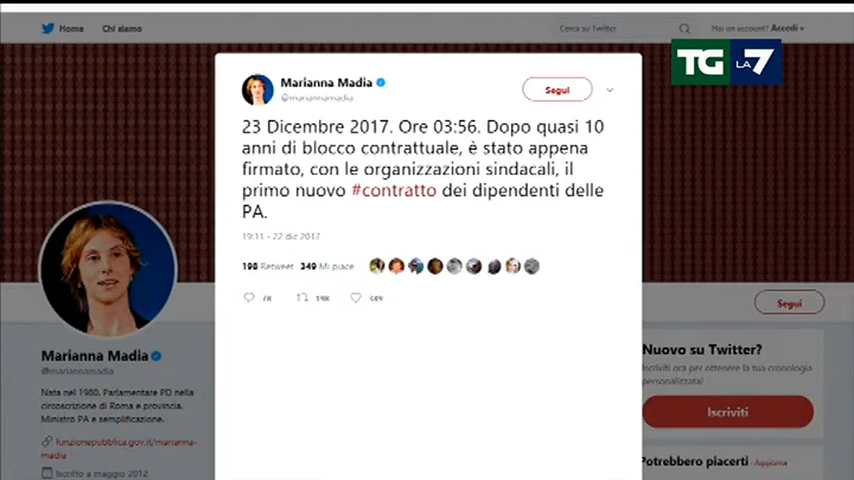 Home Chi siamo
Cerca su Twitter
Hai un account? Accedi
TG LA 7
Marianna Madia
@mariannamadia
Segui
23 Dicembre 2017. Ore 03:56. Dopo quasi 10
anni di blocco contrattuale, è stato appena
firmato, con le organizzazioni sindacali, il
primo nuovo #contratto dei dipendenti delle
PA.
19:11 - 22 dic 2017
198 Retweet 349 Mi piace
Marianna Madia
@mariannamadia
Nata nel 1980, Parlamentare PD nella
circoscrizione di Roma e provincia,
Ministro PA e semplificazione.
funzionepubblica.gov.it/marianna-
madia
Iscritto a maggio 2012
Segui
Nuovo su Twitter?
Iscriviti ora per ottenere la tua cronologia
personalizzata!
Iscriviti
Potrebbero piacerti · Aggiorna